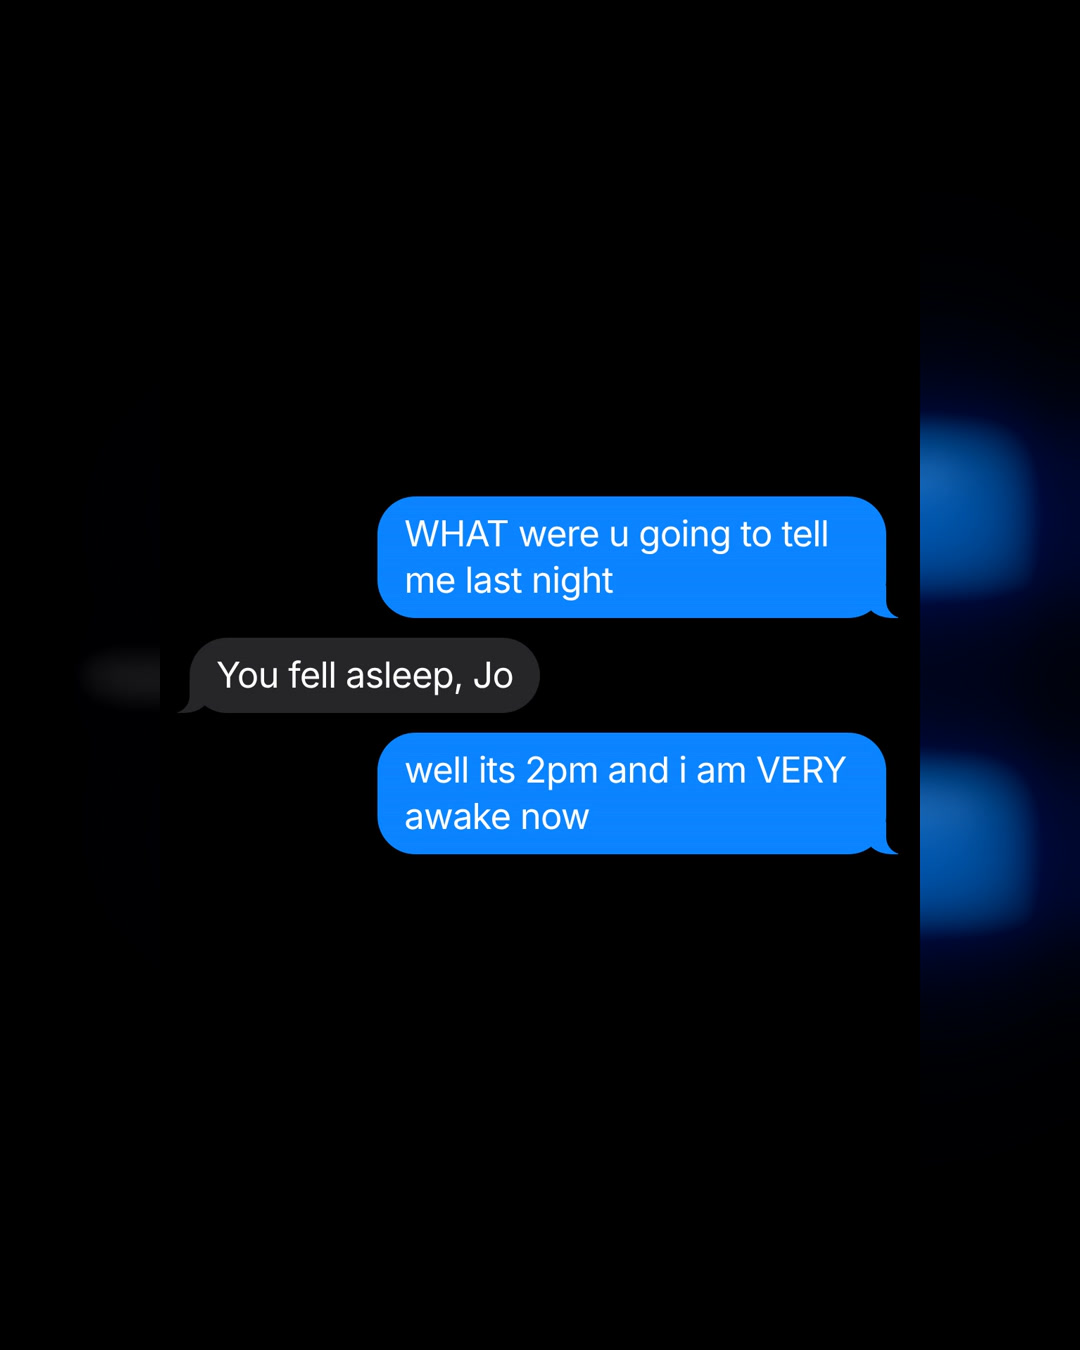 WHAT were u going to tell
me last night
You fell asleep, Jo
well its 2pm and i am VERY
awake now